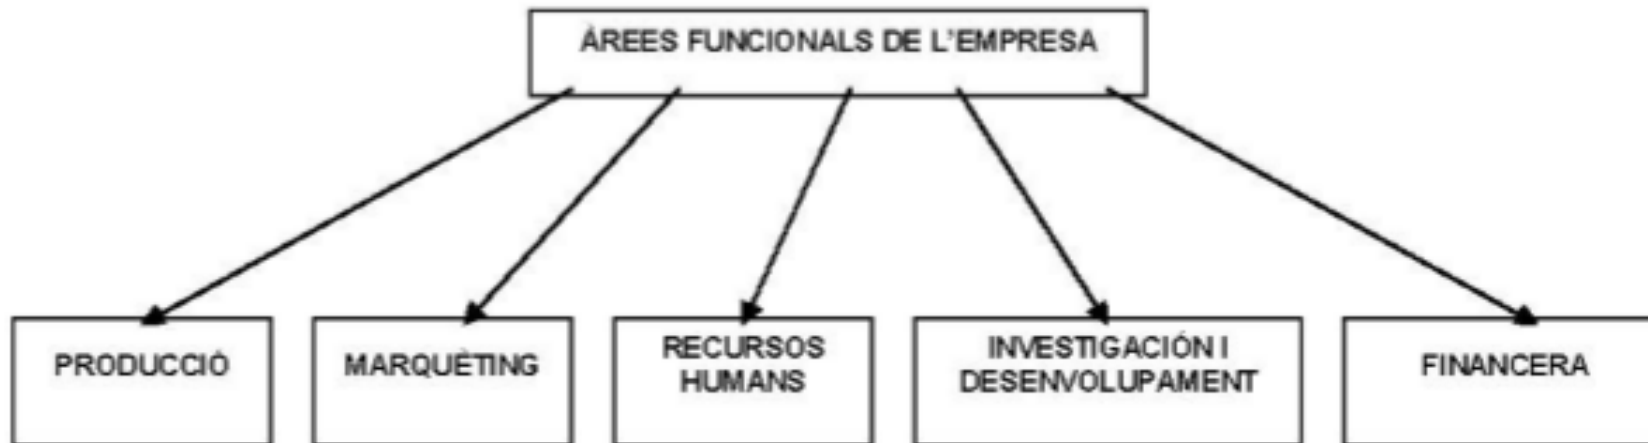 ÀREES FUNCIONALS DE L'EMPRESA
PRODUCCIÓ
MARQUÈTING
RECURSOS
HUMANS
INVESTIGACIÓN I
DESENVOLUPAMENT
FINANCERA